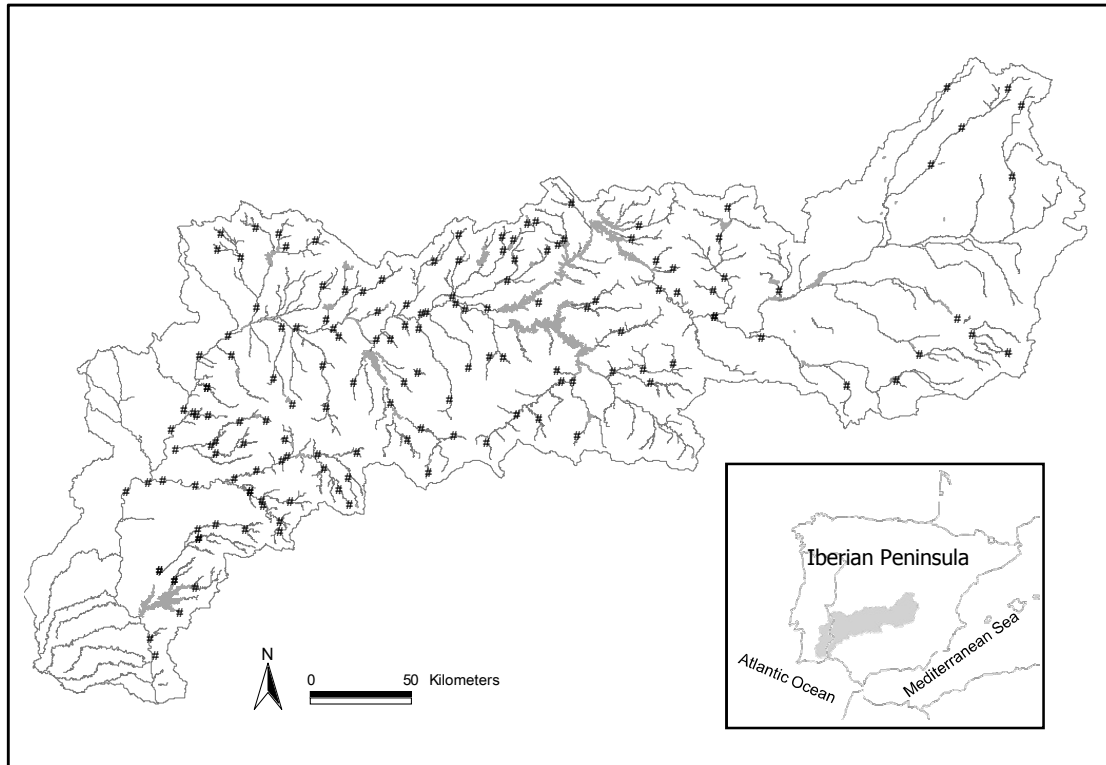 Iberian Peninsula
Mediterranean Sea
Atlantic Ocean
N
0 50 Kilometers